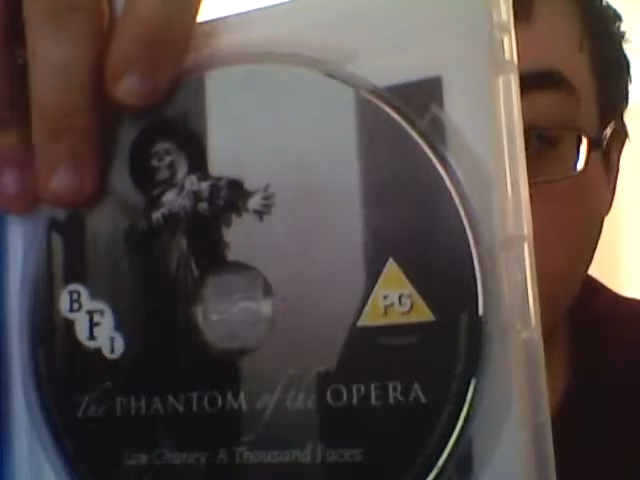 BFI
PG
The PHANTOM of the OPERA
Lon Chaney: A Thousand Faces